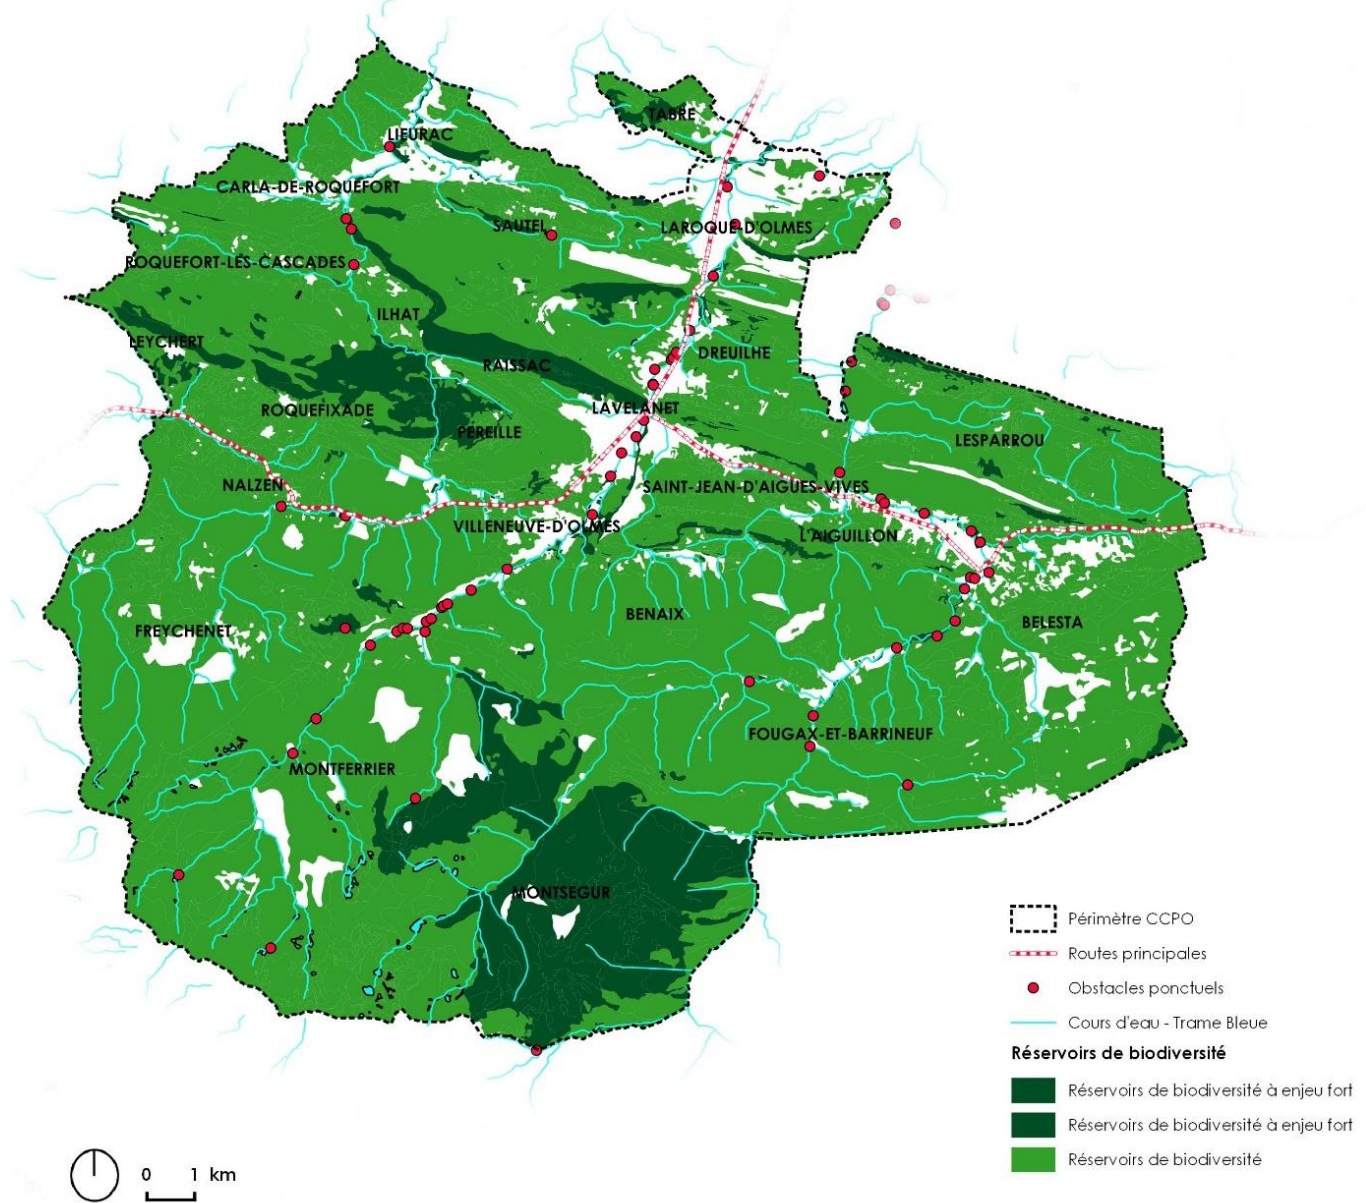 TABRE
LIEURAC
CARLA-DE-ROQUEFORT
SAUTEL
LAROQUE-D'OLMES
ROQUEFORT-LES-CASCADES
ILHAT
LEYCHERT
DREUILHE
RAISSAC
ROQUEFIXADE
LAVELANET
PEREILLE
LESPARROU
NALZEN
SAINT-JEAN-D'AIGUES-VIVES
VILLENEUVE-D'OLMES
L'AIGUILLON
BENAIX
BELESTA
FREYCHENET
FOUGAX-ET-BARRINEUF
MONTFERRIER
MONTSEGUR
Périmètre CCPO
Routes principales
Obstacles ponctuels
Cours d'eau - Trame Bleue
Réservoirs de biodiversité
Réservoirs de biodiversité à enjeu fort
Réservoirs de biodiversité à enjeu fort
Réservoirs de biodiversité
0 1 km